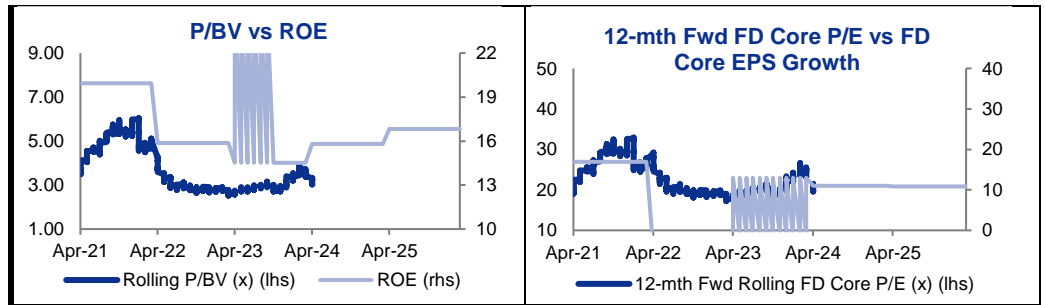 P/BV vs ROE
9.00
7.00
5.00
3.00
1.00
22
19
16
13
10
Apr-21 Apr-22 Apr-23 Apr-24 Apr-25
Rolling P/BV (x) (lhs) ROE (rhs)
12-mth Fwd FD Core P/E vs FD
Core EPS Growth
50
40
30
20
10
40
30
20
10
0
Apr-21 Apr-22 Apr-23 Apr-24 Apr-25
12-mth Fwd Rolling FD Core P/E (x) (lhs)